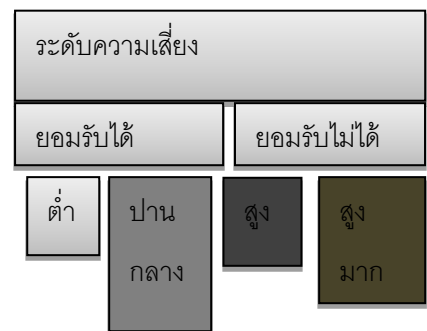 ระดับความเสี่ยง
ยอมรับได้ ยอมรับไม่ได้
ต่ำ ปาน สูง สูง
กลาง มาก